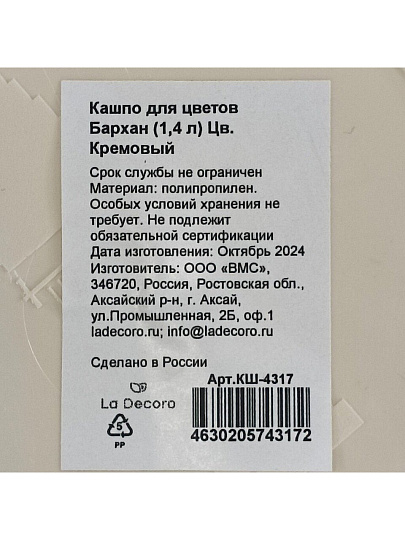 Кашпо для цветов
Бархан (1,4 л) Цв.
Кремовый
Срок службы не ограничен
Материал: полипропилен.
Особых условий хранения не
требует. Не подлежит
обязательной сертификации
Дата изготовления: Октябрь 2024
Изготовитель: ООО «ВМС»,
346720, Россия, Ростовская обл.,
Аксайский р-н, г. Аксай,
ул.Промышленная, 2Б, оф.1
ladecoro.ru; info@ladecoro.ru
Сделано в России
Арт.КШ-4317
La Decoro
5
PP
4630205743172